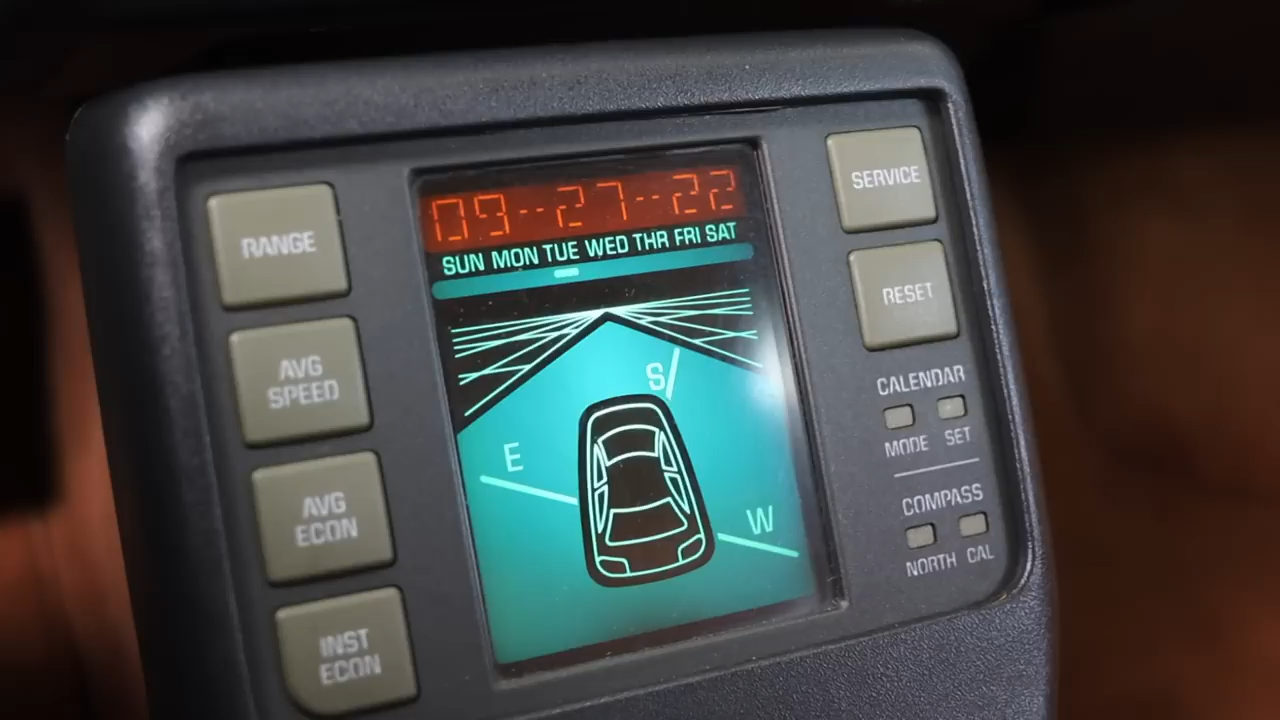 RANGE
AVG
SPEED
AVG
ECON
INST
ECON
09--27--22
SUN MON TUE WED THR FRI SAT
S
E
W
SERVICE
RESET
CALENDAR
MODE SET
COMPASS
NORTH CAL